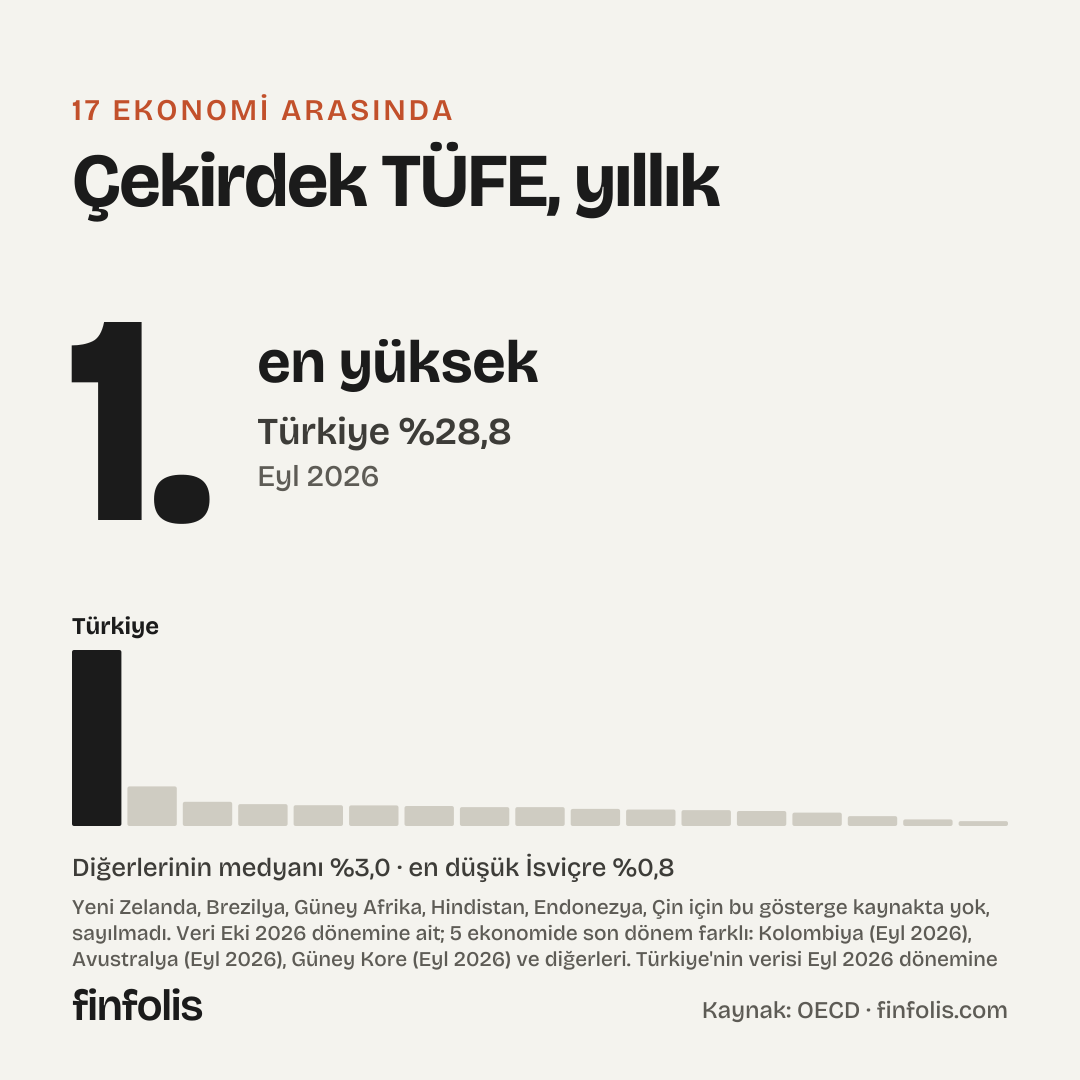 17 EKONOMİ ARASINDA
Çekirdek TÜFE, yıllık
1.
en yüksek
Türkiye %28,8
Eyl 2026
Türkiye
Diğerlerinin medyanı %3,0 · en düşük İsviçre %0,8
Yeni Zelanda, Brezilya, Güney Afrika, Hindistan, Endonezya, Çin için bu gösterge kaynakta yok,
sayılmadı. Veri Eki 2026 dönemine ait; 5 ekonomide son dönem farklı: Kolombiya (Eyl 2026),
Avustralya (Eyl 2026), Güney Kore (Eyl 2026) ve diğerleri. Türkiye'nin verisi Eyl 2026 dönemine
finfolis
Kaynak: OECD · finfolis.com